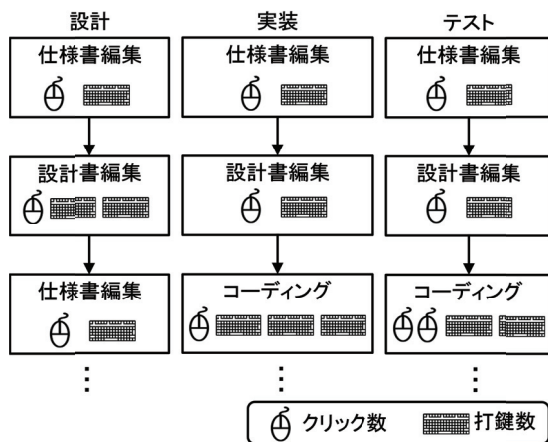 設計 実装 テスト
仕様書編集 仕様書編集 仕様書編集
設計書編集 設計書編集 設計書編集
仕様書編集 コーディング コーディング
クリック数 打鍵数